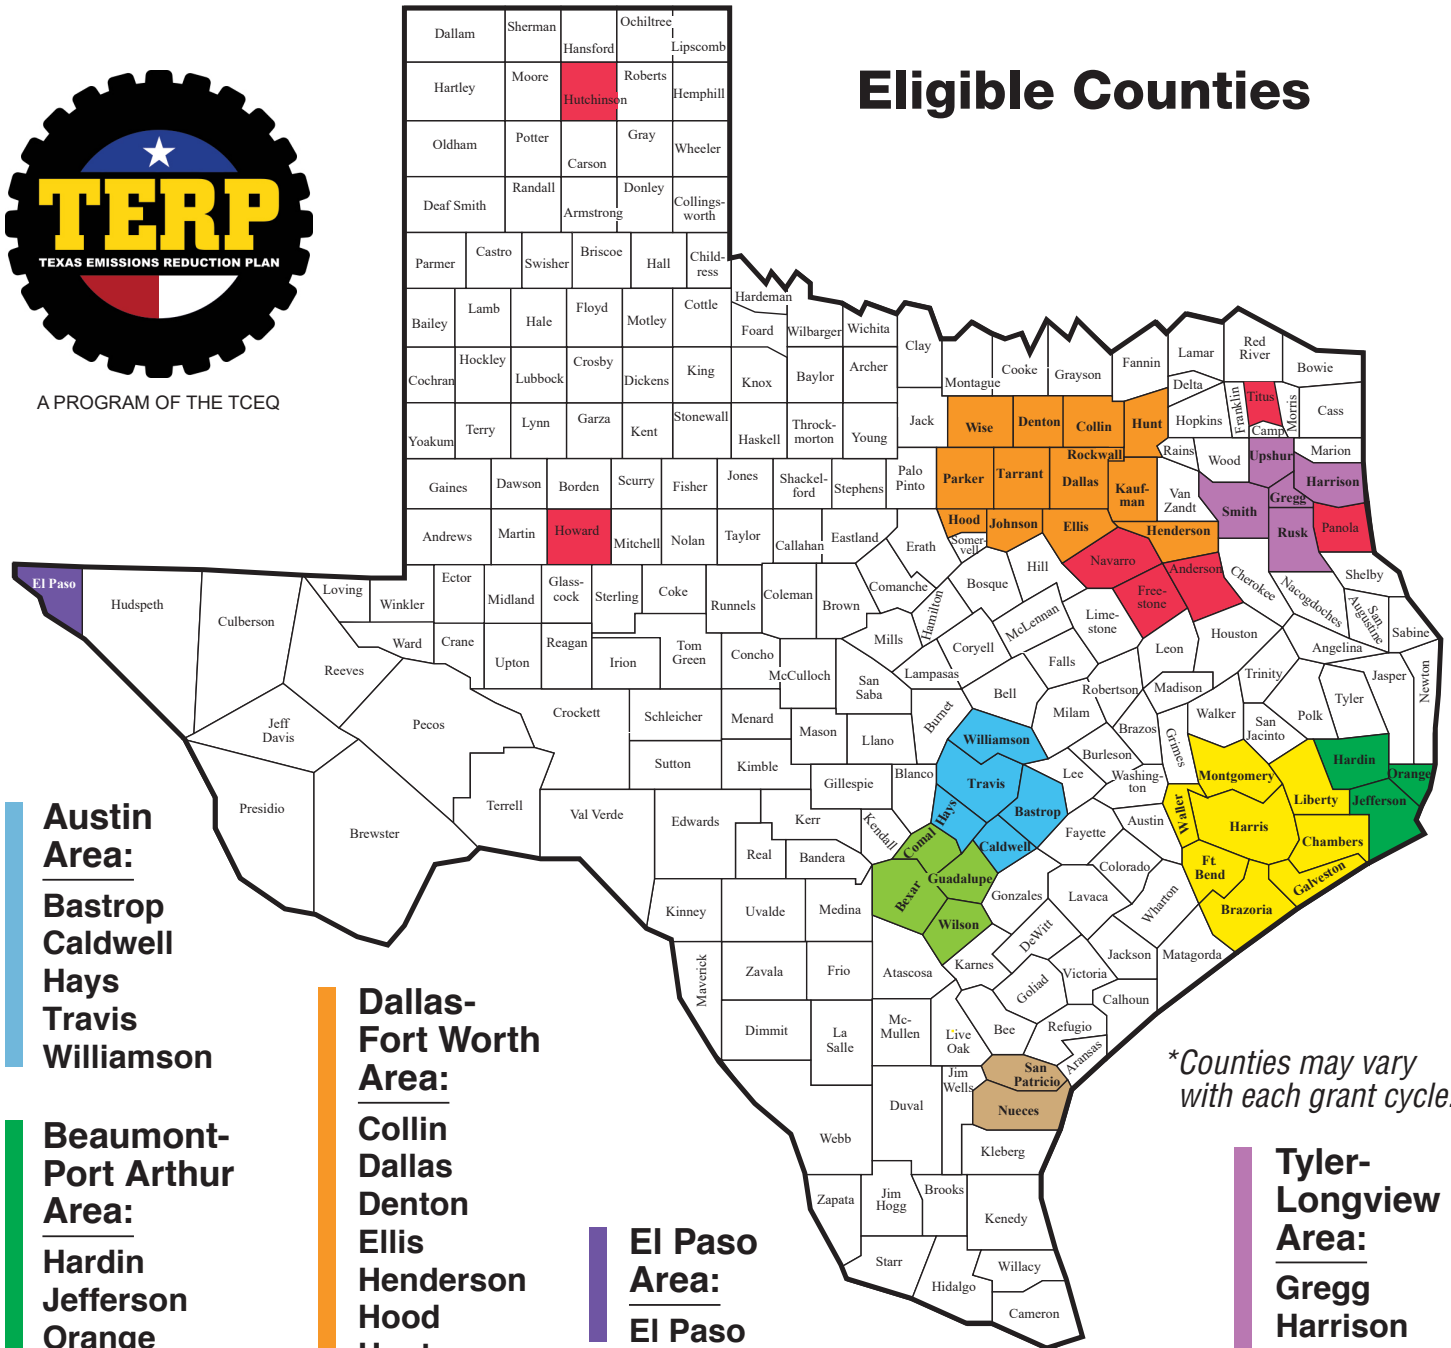 Eligible Counties
TERP
TEXAS EMISSIONS REDUCTION PLAN
A PROGRAM OF THE TCEQ
Dallam
Sherman
Hansford
Ochiltree
Lipscomb
Hartley
Moore
Hutchinson
Roberts
Hemphill
Oldham
Potter
Carson
Gray
Wheeler
Deaf Smith
Randall
Armstrong
Donley
Collings-
worth
Parmer
Castro
Swisher
Briscoe
Hall
Child-
ress
Bailey
Lamb
Hale
Floyd
Motley
Cottle
Hardeman
Foard
Wilbarger
Wichita
Clay
Cochran
Hockley
Lubbock
Crosby
Dickens
King
Knox
Baylor
Archer
Montague
Cooke
Grayson
Fannin
Lamar
Red
River
Bowie
Delta
Hopkins
Franklin
Titus
Camp
Morris
Cass
Yoakum
Terry
Lynn
Garza
Kent
Stonewall
Haskell
Throck-
morton
Young
Jack
Wise
Denton
Collin
Hunt
Rockwall
Rains
Wood
Upshur
Marion
Harrison
Gregg
Gaines
Dawson
Borden
Scurry
Fisher
Jones
Shackel-
ford
Stephens
Palo
Pinto
Parker
Tarrant
Dallas
Kauf-
man
Van
Zandt
Smith
Rusk
Panola
Andrews
Martin
Howard
Mitchell
Nolan
Taylor
Callahan
Eastland
Erath
Hood
Somer-
vell
Johnson
Ellis
Henderson
Navarro
Anderson
Free-
stone
Cherokee
Nacogdoches
Shelby
San
Augustine
Sabine
El Paso
Hudspeth
Culberson
Loving
Winkler
Ector
Midland
Glass-
cock
Sterling
Coke
Runnels
Coleman
Brown
Comanche
Hamilton
Bosque
Hill
McLennan
Lime-
stone
Leon
Houston
Angelina
Ward
Crane
Upton
Reagan
Irion
Tom
Green
Concho
McCulloch
San
Saba
Mills
Lampasas
Coryell
Bell
Falls
Robertson
Madison
Trinity
Polk
Tyler
Jasper
Newton
Reeves
Jeff
Davis
Pecos
Crockett
Schleicher
Menard
Mason
Llano
Burnet
Williamson
Milam
Brazos
Grimes
Walker
San
Jacinto
Hardin
Orange
Presidio
Brewster
Terrell
Val Verde
Sutton
Kimble
Gillespie
Blanco
Travis
Lee
Burleson
Washing-
ton
Montgomery
Liberty
Jefferson
Edwards
Kerr
Real
Bandera
Kendall
Comal
Hays
Bastrop
Caldwell
Fayette
Austin
Waller
Harris
Chambers
Ft
Bend
Galveston
Brazoria
Kinney
Uvalde
Medina
Bexar
Guadalupe
Wilson
Gonzales
Lavaca
Colorado
Wharton
Maverick
Zavala
Frio
Atascosa
Karnes
DeWitt
Jackson
Matagorda
Victoria
Goliad
Calhoun
Dimmit
La
Salle
Mc-
Mullen
Live
Oak
Bee
Refugio
Aransas
San
Patricio
Nueces
Jim
Wells
Duval
Webb
Kleberg
Zapata
Jim
Hogg
Brooks
Kenedy
Starr
Hidalgo
Willacy
Cameron
*Counties may vary
with each grant cycle.
Austin
Area:
Bastrop
Caldwell
Hays
Travis
Williamson
Beaumont-
Port Arthur
Area:
Hardin
Jefferson
Orange
Dallas-
Fort Worth
Area:
Collin
Dallas
Denton
Ellis
Henderson
Hood
Hunt
El Paso
Area:
El Paso
Tyler-
Longview
Area:
Gregg
Harrison